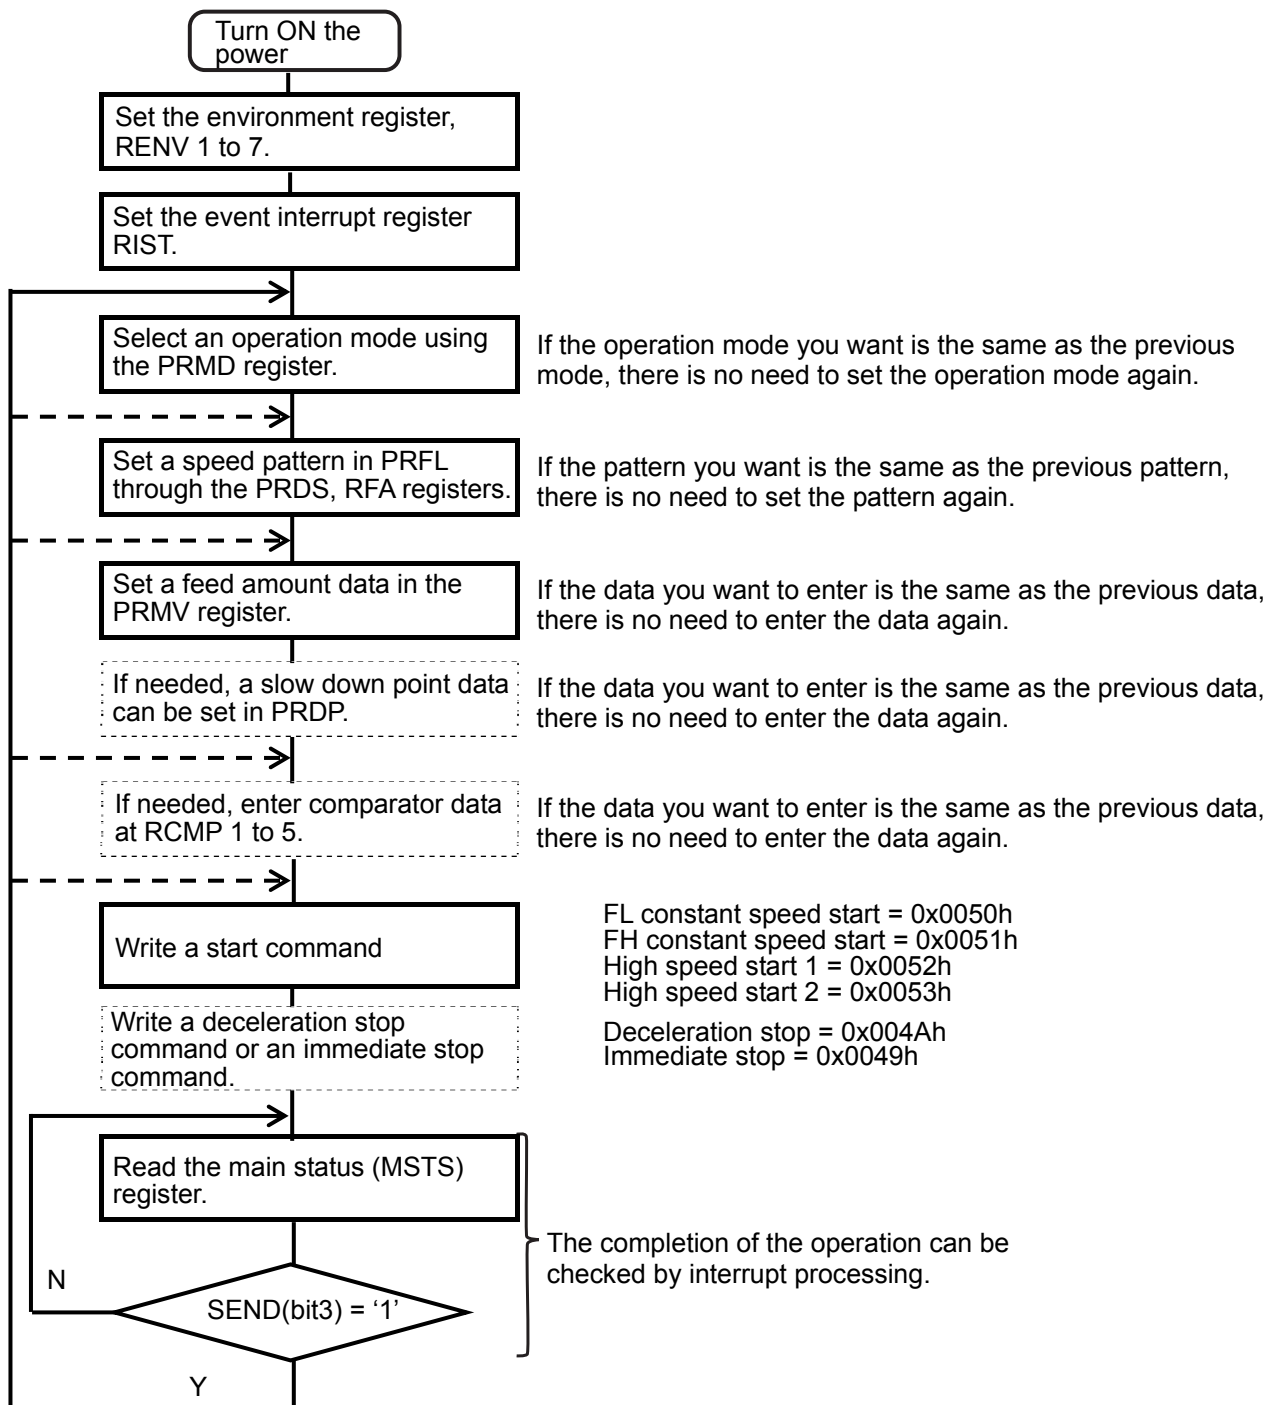 Turn ON the
power
Set the environment register,
RENV 1 to 7.
Set the event interrupt register
RIST.
Select an operation mode using
the PRMD register.
If the operation mode you want is the same as the previous
mode, there is no need to set the operation mode again.
Set a speed pattern in PRFL
through the PRDS, RFA registers.
If the pattern you want is the same as the previous pattern,
there is no need to set the pattern again.
Set a feed amount data in the
PRMV register.
If the data you want to enter is the same as the previous data,
there is no need to enter the data again.
If needed, a slow down point data
can be set in PRDP.
If the data you want to enter is the same as the previous data,
there is no need to enter the data again.
If needed, enter comparator data
at RCMP 1 to 5.
If the data you want to enter is the same as the previous data,
there is no need to enter the data again.
Write a start command
FL constant speed start = 0x0050h
FH constant speed start = 0x0051h
High speed start 1 = 0x0052h
High speed start 2 = 0x0053h
Write a deceleration stop
command or an immediate stop
command.
Deceleration stop = 0x004Ah
Immediate stop = 0x0049h
Read the main status (MSTS)
register.
The completion of the operation can be
checked by interrupt processing.
N
SEND(bit3) = ‘1’
Y